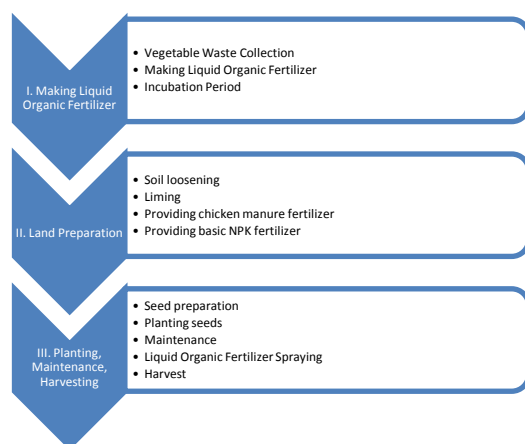 I. Making Liquid
Organic Fertilizer
• Vegetable Waste Collection
• Making Liquid Organic Fertilizer
• Incubation Period
II. Land Preparation
• Soil loosening
• Liming
• Providing chicken manure fertilizer
• Providing basic NPK fertilizer
III. Planting,
Maintenance,
Harvesting
• Seed preparation
• Planting seeds
• Maintenance
• Liquid Organic Fertilizer Spraying
• Harvest